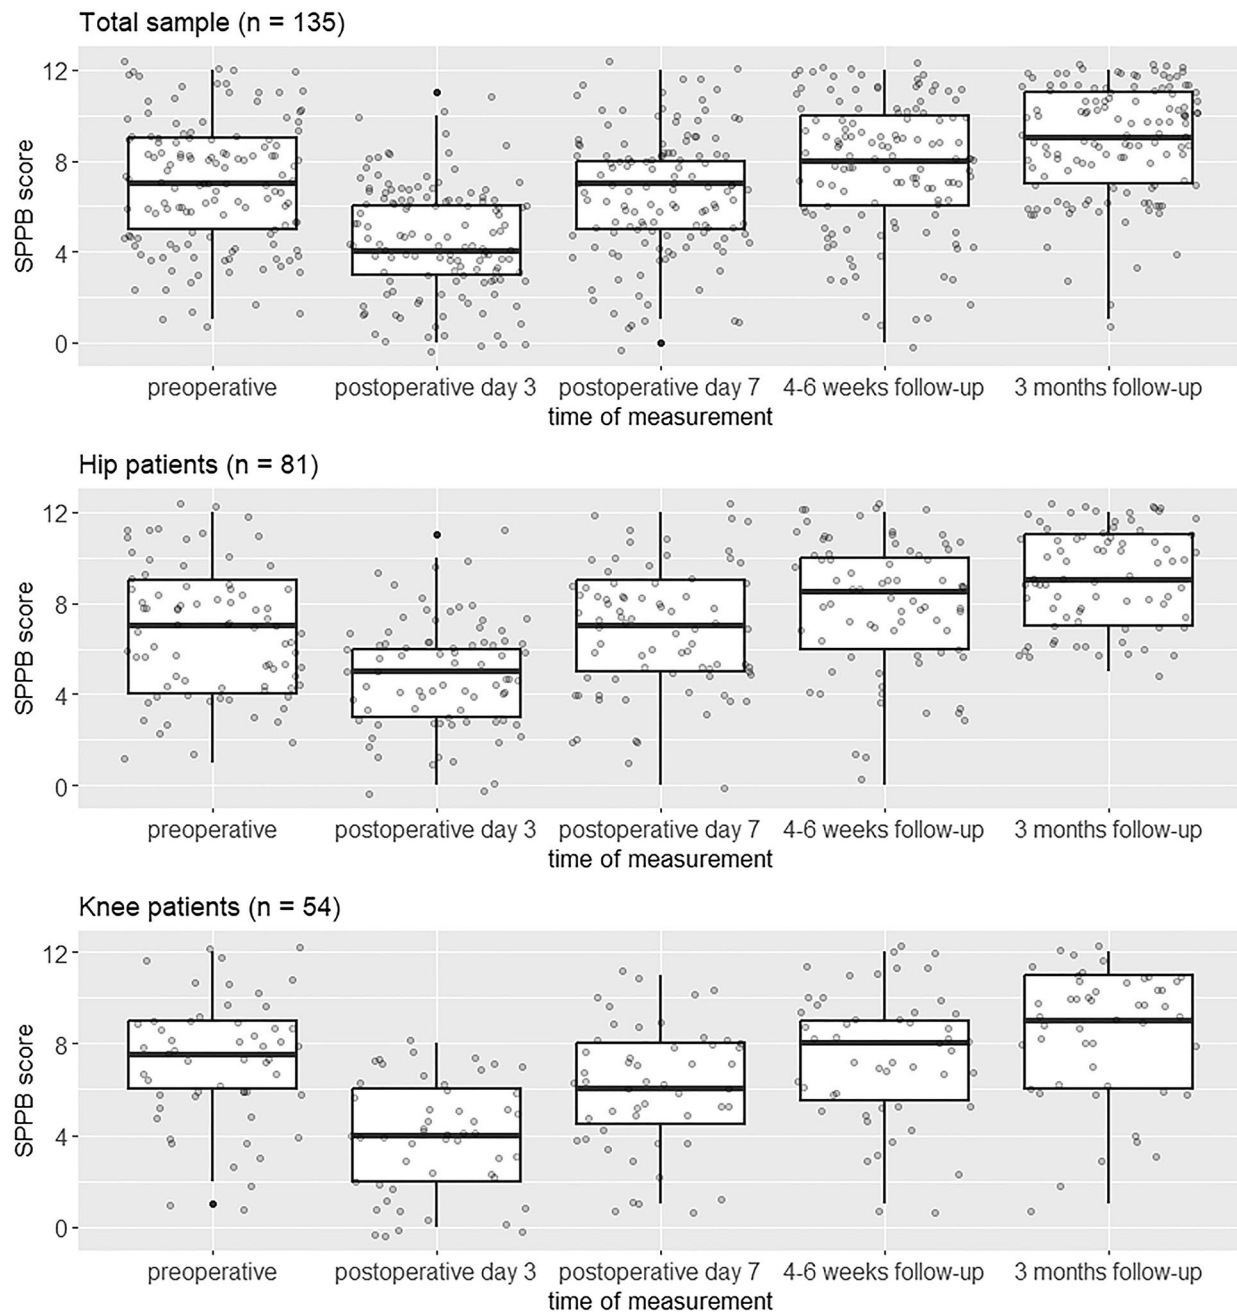 Total sample (n = 135)
12
8
4
0
SPPB score
preoperative postoperative day 3 postoperative day 7 4-6 weeks follow-up 3 months follow-up
time of measurement
Hip patients (n = 81)
12
8
4
0
SPPB score
preoperative postoperative day 3 postoperative day 7 4-6 weeks follow-up 3 months follow-up
time of measurement
Knee patients (n = 54)
12
8
4
0
SPPB score
preoperative postoperative day 3 postoperative day 7 4-6 weeks follow-up 3 months follow-up
time of measurement